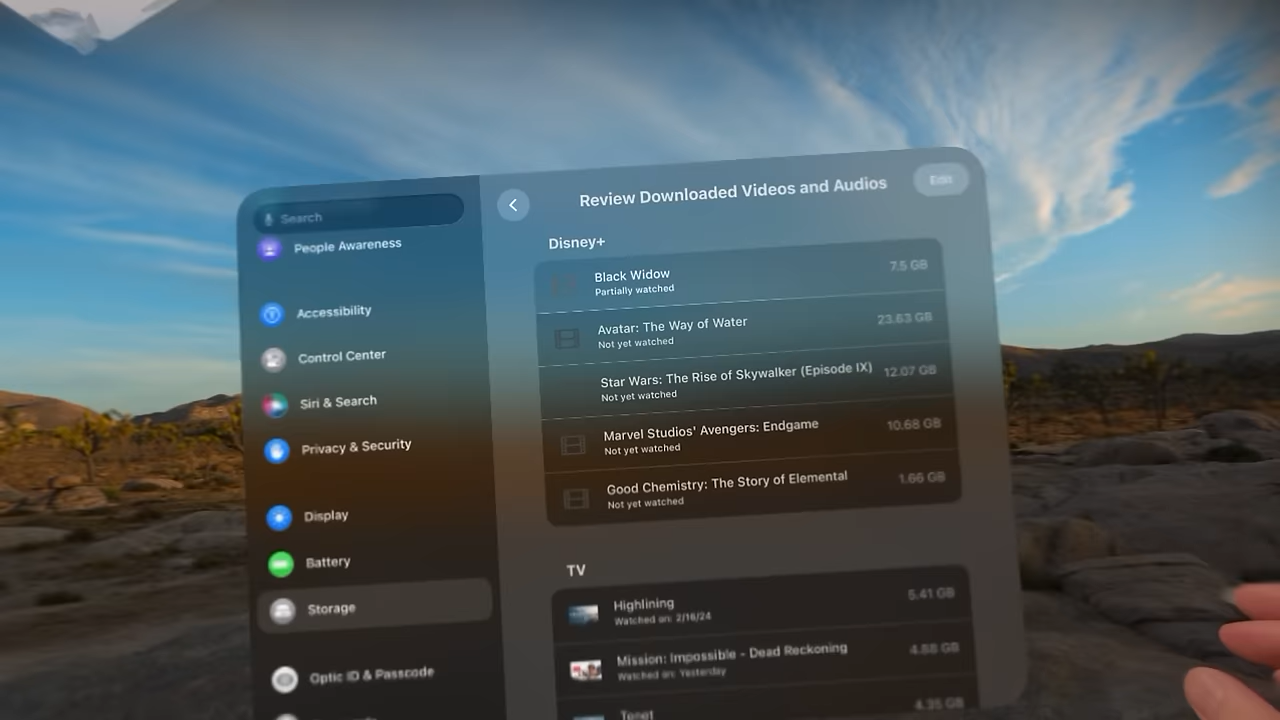 Search
People Awareness
Accessibility
Control Center
Siri & Search
Privacy & Security
Display
Battery
Storage
Optic ID & Passcode
Review Downloaded Videos and Audios
Edit
Disney+
Black Widow
Partially watched
7.5 GB
Avatar: The Way of Water
Not yet watched
23.63 GB
Star Wars: The Rise of Skywalker (Episode IX)
Not yet watched
12.07 GB
Marvel Studios' Avengers: Endgame
Not yet watched
10.68 GB
Good Chemistry: The Story of Elemental
Not yet watched
1.66 GB
TV
Highlining
Watched on: 2/16/24
5.41 GB
Mission: Impossible - Dead Reckoning
Watched on: Yesterday
4.88 GB
Tenet
4.35 GB